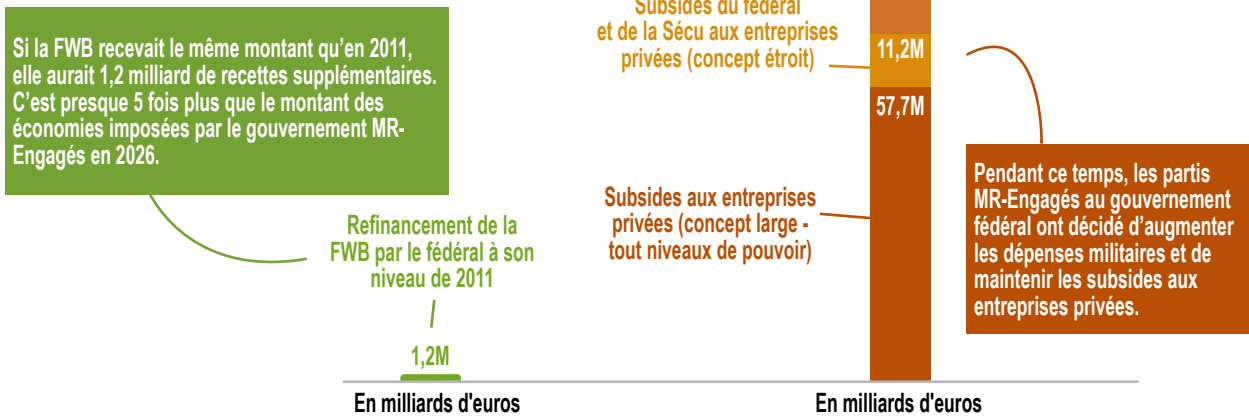 Subsides du fédéral
et de la Sécu aux entreprises
privées (concept étroit)
11,2M
57,7M
Si la FWB recevait le même montant qu'en 2011,
elle aurait 1,2 milliard de recettes supplémentaires.
C'est presque 5 fois plus que le montant des
économies imposées par le gouvernement MR-
Engagés en 2026.
Subsides aux entreprises
privées (concept large -
tout niveaux de pouvoir)
Pendant ce temps, les partis
MR-Engagés au gouvernement
fédéral ont décidé d'augmenter
les dépenses militaires et de
maintenir les subsides aux
entreprises privées.
Refinancement de la
FWB par le fédéral à son
niveau de 2011
1,2M
En milliards d'euros
En milliards d'euros